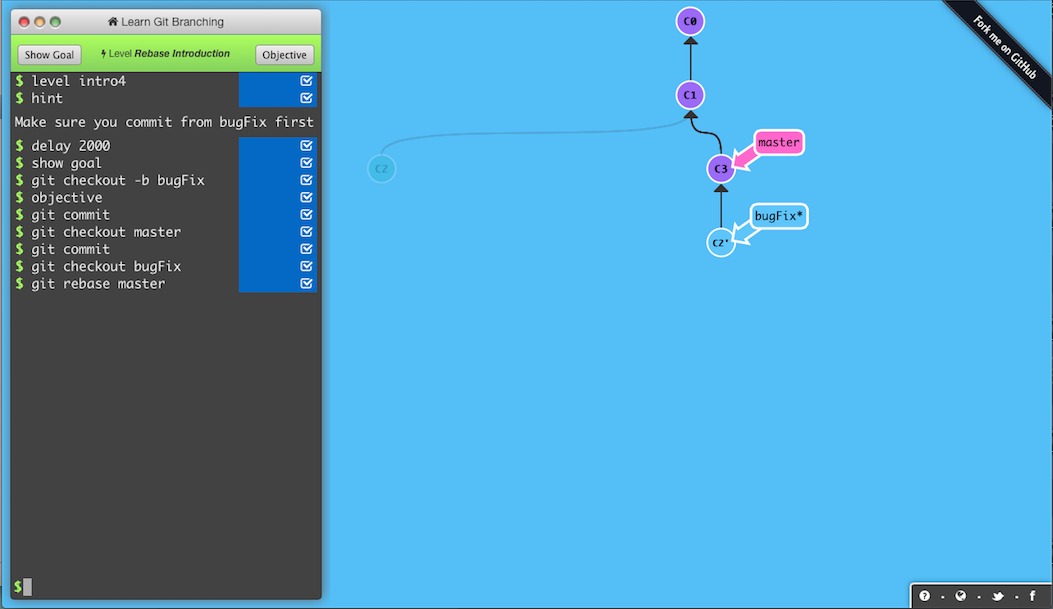 Learn Git Branching
Show Goal
Level Rebase Introduction
Objective
$ level intro4
$ hint
Make sure you commit from bugFix first
$ delay 2000
$ show goal
$ git checkout -b bugFix
$ objective
$ git commit
$ git checkout master
$ git commit
$ git checkout bugFix
$ git rebase master
$
C0
C1
C2
C3
master
C2'
bugFix*
Fork me on GitHub